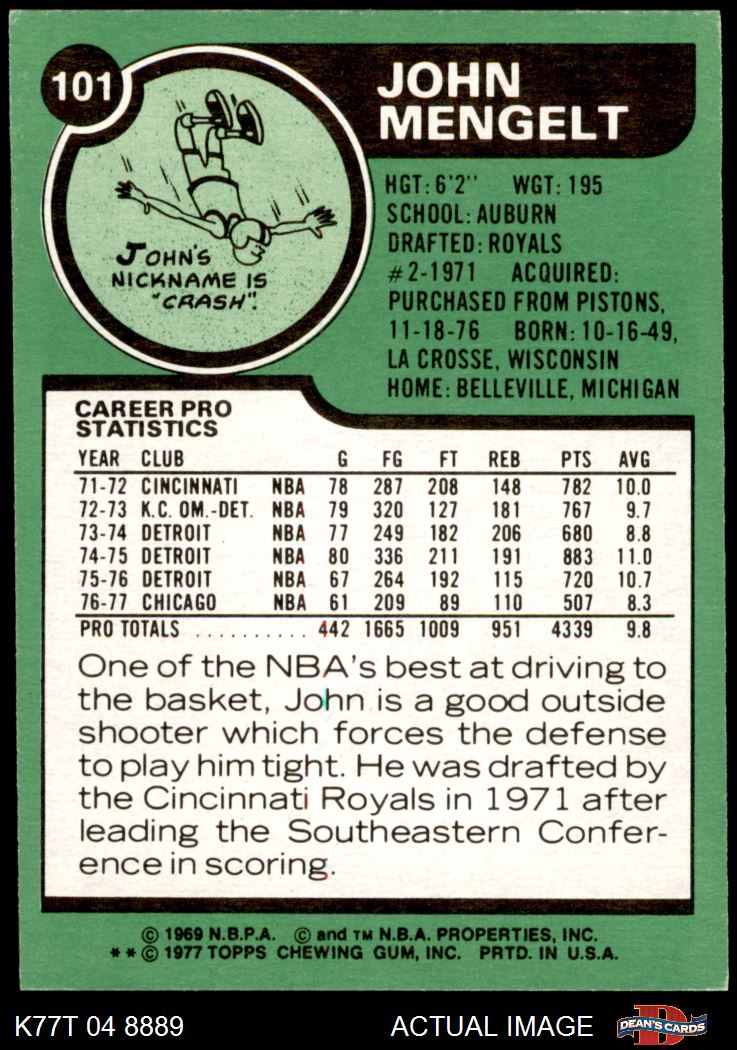 101
JOHN
MENGELT
JOHN'S
NICKNAME IS
"CRASH".
HGT: 6'2" WGT: 195
SCHOOL: AUBURN
DRAFTED: ROYALS
#2-1971 ACQUIRED:
PURCHASED FROM PISTONS,
11-18-76 BORN: 10-16-49,
LA CROSSE, WISCONSIN
HOME: BELLEVILLE, MICHIGAN
CAREER PRO
STATISTICS
YEAR CLUB G FG FT REB PTS AVG
71-72 CINCINNATI NBA 78 287 208 148 782 10.0
72-73 K.C. OM.-DET. NBA 79 320 127 181 767 9.7
73-74 DETROIT NBA 77 249 182 206 680 8.8
74-75 DETROIT NBA 80 336 211 191 883 11.0
75-76 DETROIT NBA 67 264 192 115 720 10.7
76-77 CHICAGO NBA 61 209 89 110 507 8.3
PRO TOTALS .......... 442 1665 1009 951 4339 9.8
One of the NBA's best at driving to
the basket, John is a good outside
shooter which forces the defense
to play him tight. He was drafted by
the Cincinnati Royals in 1971 after
leading the Southeastern Confer-
ence in scoring.
© 1969 N.B.P.A. © and TM N.B.A. PROPERTIES, INC.
**© 1977 TOPPS CHEWING GUM, INC. PRTD. IN U.S.A.
K77T 04 8889 ACTUAL IMAGE D DEAN'S CARDS